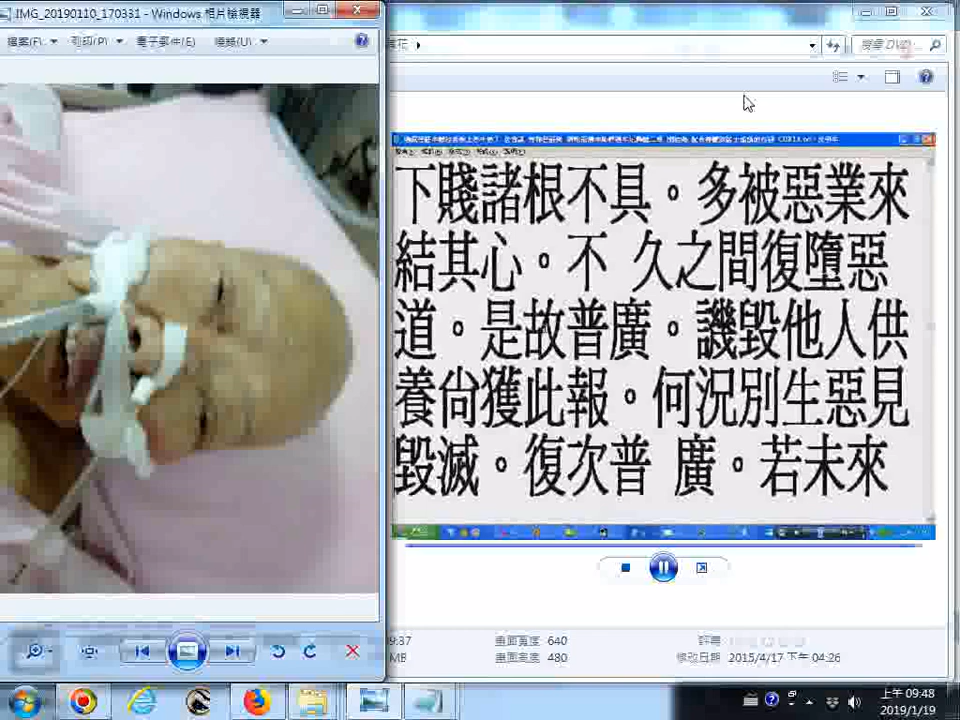 IMG_20190110_170331 - Windows 相片檢視器
檔案(F)
列印(P)
電子郵件(E)
燒錄(U)
下賤諸根不具。多被惡業來
結其心。不 久之間復墮惡
道。是故普廣。譏毀他人供
養尚獲此報。何況別生惡見
毀滅。復次普 廣。若未來
09:37
畫面寬度 640
MB
畫面高度 480
修改日期 2015/4/17 下午 04:26
上午 09:48
2019/1/19